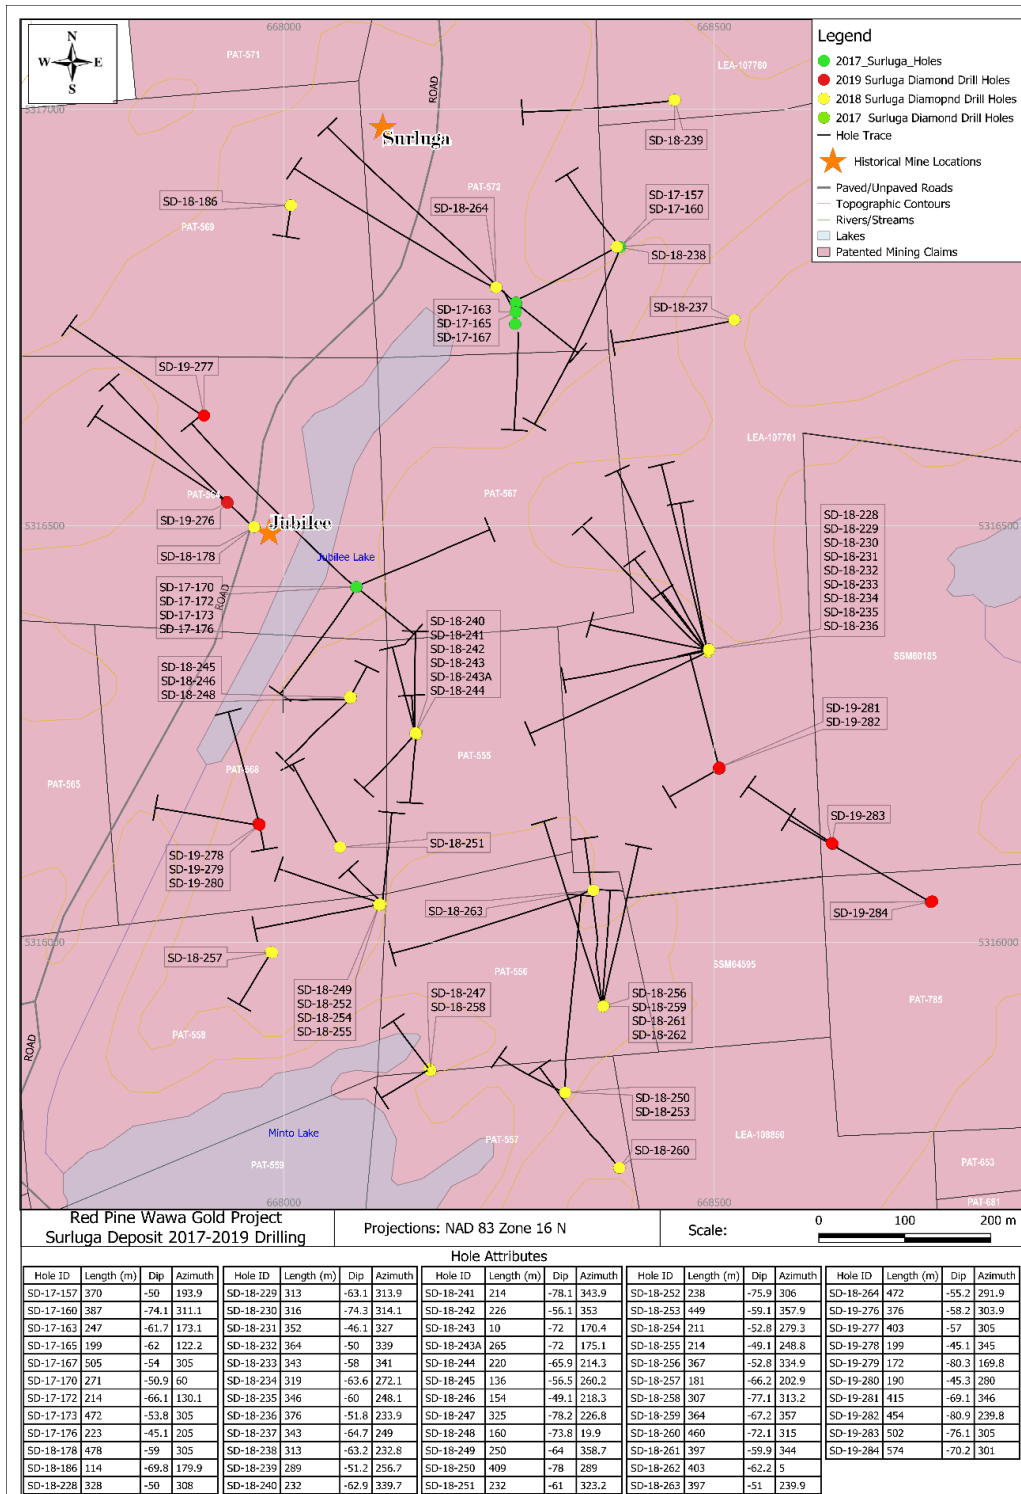 668000
668500
N
W E
S
PAT-571
ROAD
LEA-107760
Legend
2017_Surluga_Holes
2019 Surluga Diamond Drill Holes
2018 Surluga Diamopnd Drill Holes
2017 Surluga Diamond Drill Holes
Hole Trace
Historical Mine Locations
Paved/Unpaved Roads
Topographic Contours
Rivers/Streams
Lakes
Patented Mining Claims
5317000
5317000
Surluga
SD-18-239
SD-18-186
PAT-569
PAT-572
SD-18-264
SD-17-157
SD-17-160
SD-18-238
SD-17-163
SD-17-165
SD-17-167
SD-18-237
SD-19-277
LEA-107761
PAT-564
PAT-567
SD-19-276
Jubilee
5316500
5316500
SD-18-178
Jubilee Lake
SD-18-228
SD-18-229
SD-18-230
SD-18-231
SD-18-232
SD-18-233
SD-18-234
SD-18-235
SD-18-236
SD-17-170
SD-17-172
SD-17-173
SD-17-176
ROAD
SD-18-240
SD-18-241
SD-18-242
SD-18-243
SD-18-243A
SD-18-244
SD-18-245
SD-18-246
SD-18-248
SSM60185
SD-19-281
SD-19-282
PAT-565
PAT-568
PAT-555
SD-19-283
SD-18-251
SD-19-278
SD-19-279
SD-19-280
SD-18-263
SD-19-284
5316000
5316000
SD-18-257
PAT-556
SSM64595
PAT-785
SD-18-249
SD-18-252
SD-18-254
SD-18-255
SD-18-247
SD-18-258
SD-18-256
SD-18-259
SD-18-261
SD-18-262
ROAD
PAT-558
SD-18-250
SD-18-253
Minto Lake
PAT-557
LEA-108850
SD-18-260
PAT-559
PAT-653
PAT-681
668000
668500
Red Pine Wawa Gold Project
Surluga Deposit 2017-2019 Drilling
Projections: NAD 83 Zone 16 N
Scale:
0 100 200 m
Hole Attributes
Hole ID Length (m) Dip Azimuth Hole ID Length (m) Dip Azimuth Hole ID Length (m) Dip Azimuth Hole ID Length (m) Dip Azimuth Hole ID Length (m) Dip Azimuth
SD-17-157 370 -50 193.9 SD-18-229 313 -63.1 313.9 SD-18-241 214 -78.1 343.9 SD-18-252 238 -75.9 306 SD-18-264 472 -55.2 291.9
SD-17-160 387 -74.1 311.1 SD-18-230 316 -74.3 314.1 SD-18-242 226 -56.1 353 SD-18-253 449 -59.1 357.9 SD-19-276 376 -58.2 303.9
SD-17-163 247 -61.7 173.1 SD-18-231 352 -46.1 327 SD-18-243 10 -72 170.4 SD-18-254 211 -52.8 279.3 SD-19-277 403 -57 305
SD-17-165 199 -62 122.2 SD-18-232 364 -50 339 SD-18-243A 265 -72 175.1 SD-18-255 214 -49.1 248.8 SD-19-278 199 -45.1 345
SD-17-167 505 -54 305 SD-18-233 343 -58 341 SD-18-244 220 -65.9 214.3 SD-18-256 367 -52.8 334.9 SD-19-279 172 -80.3 169.8
SD-17-170 271 -50.9 60 SD-18-234 319 -63.6 272.1 SD-18-245 136 -56.5 260.2 SD-18-257 181 -66.2 202.9 SD-19-280 190 -45.3 280
SD-17-172 214 -66.1 130.1 SD-18-235 346 -60 248.1 SD-18-246 154 -49.1 218.3 SD-18-258 307 -77.1 313.2 SD-19-281 415 -69.1 346
SD-17-173 472 -53.8 305 SD-18-236 376 -51.8 233.9 SD-18-247 325 -78.2 226.8 SD-18-259 364 -67.2 357 SD-19-282 454 -80.9 239.8
SD-17-176 223 -45.1 205 SD-18-237 343 -64.7 249 SD-18-248 160 -73.8 19.9 SD-18-260 460 -72.1 315 SD-19-283 502 -76.1 305
SD-18-178 478 -59 305 SD-18-238 313 -63.2 232.8 SD-18-249 250 -64 358.7 SD-18-261 397 -59.9 344 SD-19-284 574 -70.2 301
SD-18-186 114 -69.8 179.9 SD-18-239 289 -51.2 256.7 SD-18-250 409 -78 289 SD-18-262 403 -62.2 5
SD-18-228 328 -50 308 SD-18-240 232 -62.9 339.7 SD-18-251 232 -61 323.2 SD-18-263 397 -51 239.9